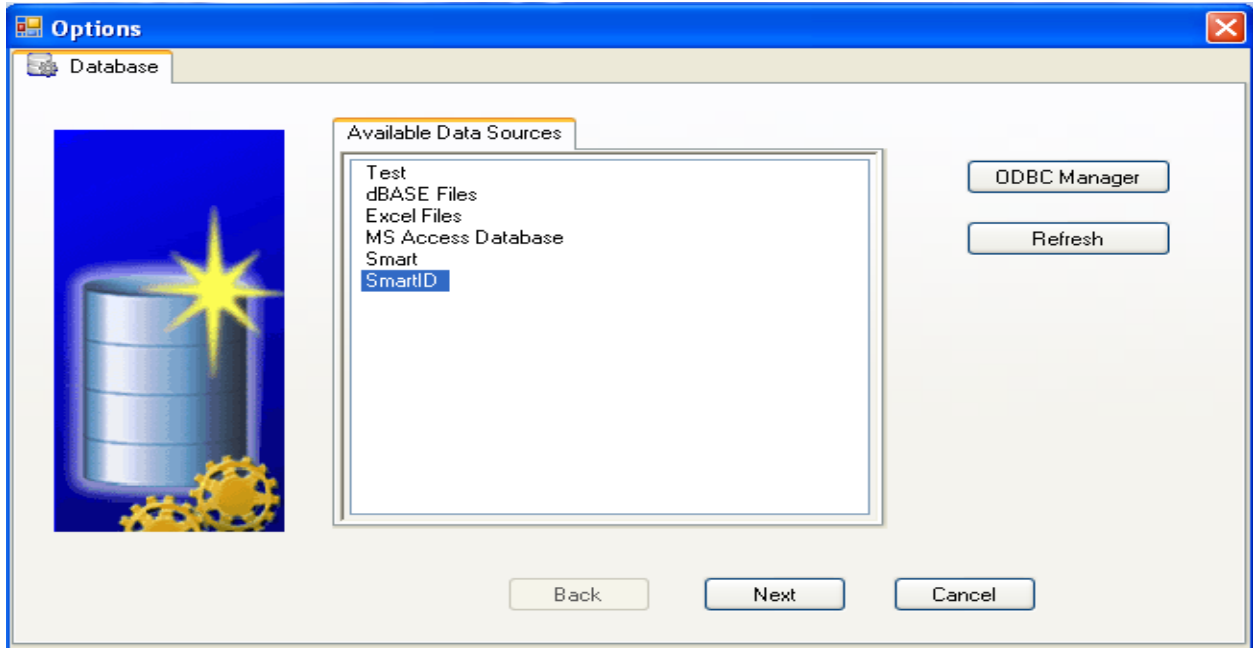 Options
Database
Available Data Sources
Test
dBASE Files
Excel Files
MS Access Database
Smart
SmartID
ODBC Manager
Refresh
Back
Next
Cancel